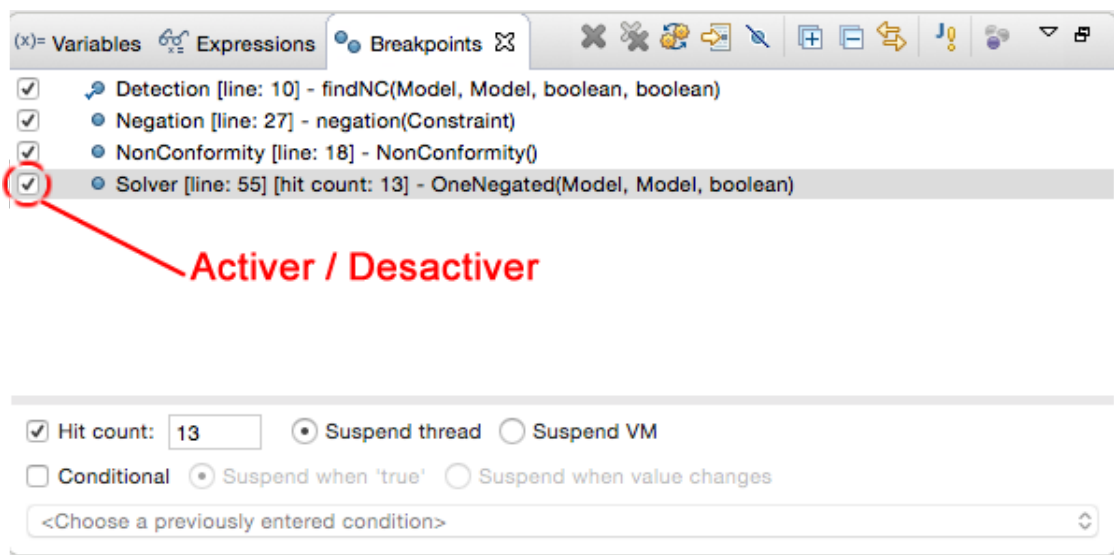 (x)= Variables Expressions Breakpoints
Detection [line: 10] - findNC(Model, Model, boolean, boolean)
Negation [line: 27] - negation(Constraint)
NonConformity [line: 18] - NonConformity()
Solver [line: 55] [hit count: 13] - OneNegated(Model, Model, boolean)
Activer / Desactiver
Hit count: 13 Suspend thread Suspend VM
Conditional Suspend when 'true' Suspend when value changes
<Choose a previously entered condition>